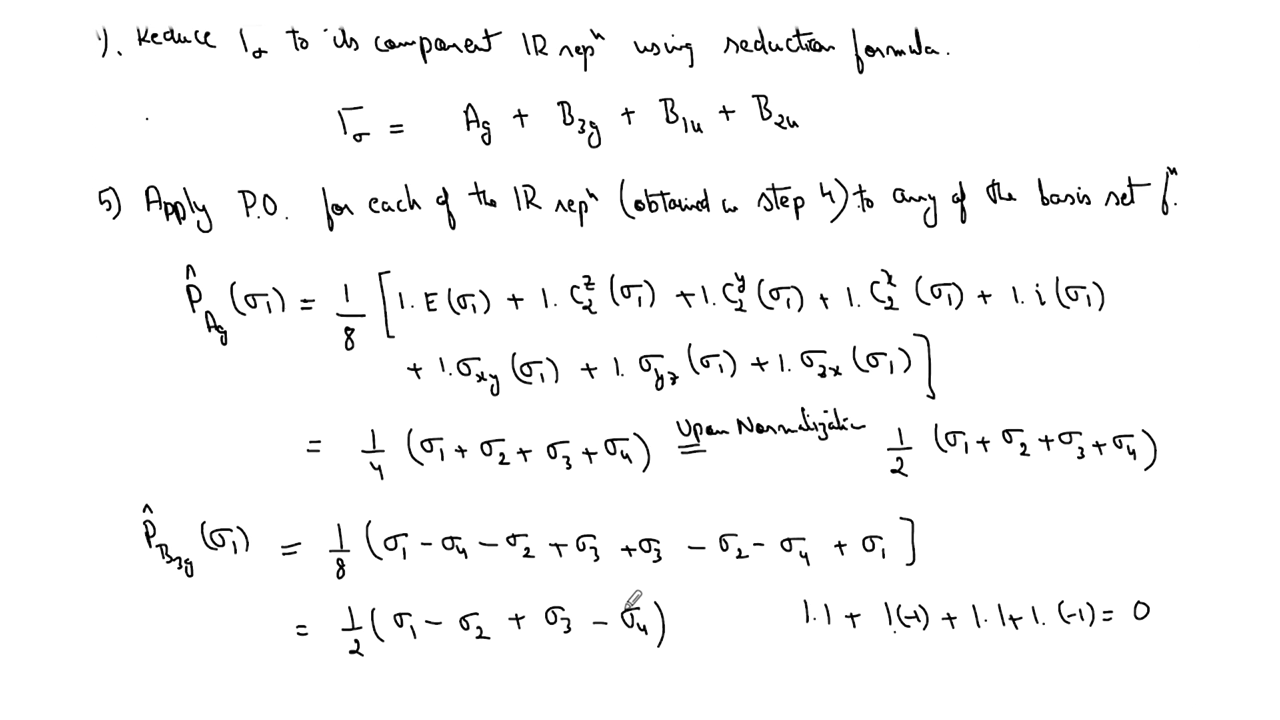 4). Reduce Γσ to its component IR repⁿ using reduction formula.
Γσ = Ag + B3g + B1u + B2u
5) Apply P.O. for each of the IR repⁿ (obtained in step 4) to any of the basis set fⁿ.
P̂Ag (σ1) = 1/8 [1. E(σ1) + 1. C2^z (σ1) + 1. C2^y (σ1) + 1. C2^x (σ1) + 1. i (σ1)
+ 1. σxy (σ1) + 1. σyz (σ1) + 1. σzx (σ1)]
= 1/4 (σ1 + σ2 + σ3 + σ4) Upon Normalization = 1/2 (σ1 + σ2 + σ3 + σ4)
P̂B3g (σ1) = 1/8 (σ1 - σ4 - σ2 + σ3 + σ3 - σ2 - σ4 + σ1]
= 1/2 (σ1 - σ2 + σ3 - σ4) 1.1 + 1(-1) + 1.1 + 1.(-1) = 0